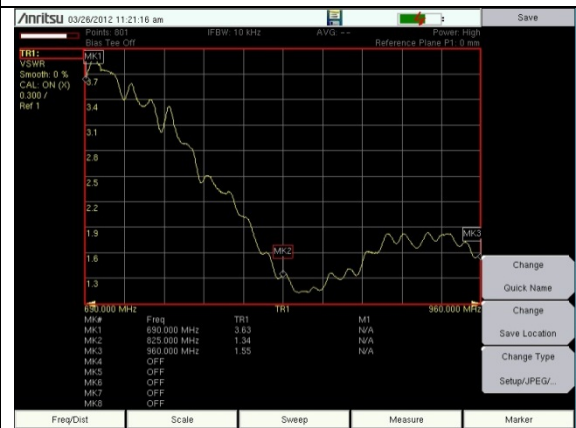 Anritsu 03/26/2012 11:21:16 am
Save
Points: 801 IFBW: 10 kHz AVG: -- Power: High
Bias Tee Off Reference Plane P1: 0 mm
TR1:
VSWR
Smooth: 0 %
CAL: ON (X)
0.300 /
Ref 1
MK1
3.7
3.4
3.1
2.8
2.5
2.2
1.9
1.6
1.3
MK2
MK3
690.000 MHz TR1 960.000 MHz
MK# Freq TR1 M1
MK1 690.000 MHz 3.63 N/A
MK2 825.000 MHz 1.34 N/A
MK3 960.000 MHz 1.55 N/A
MK4 OFF
MK5 OFF
MK6 OFF
MK7 OFF
MK8 OFF
Change
Quick Name
Change
Save Location
Change Type
Setup/JPEG/...
Freq/Dist Scale Sweep Measure Marker